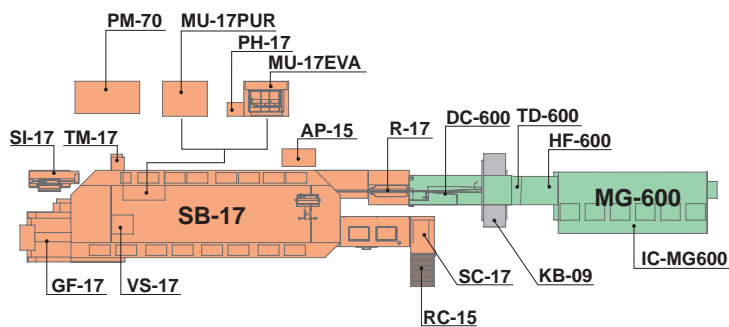 PM-70
MU-17PUR
PH-17
MU-17EVA
SI-17
TM-17
AP-15
R-17
DC-600
TD-600
HF-600
SB-17
MG-600
GF-17
VS-17
SC-17
RC-15
KB-09
IC-MG600